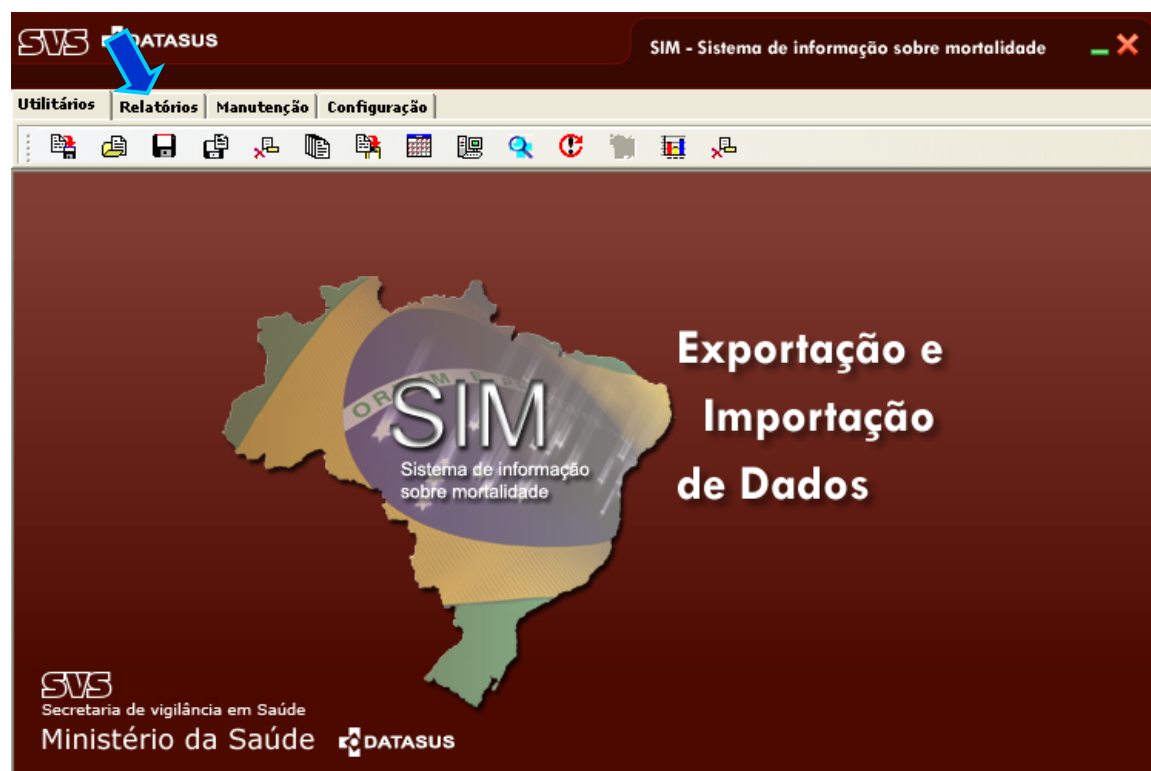 SVS DATASUS
SIM - Sistema de informação sobre mortalidade
Utilitários Relatórios Manutenção Configuração
Exportação e
Importação
de Dados
SIM
Sistema de informação
sobre mortalidade
SVS
Secretaria de vigilância em Saúde
Ministério da Saúde DATASUS